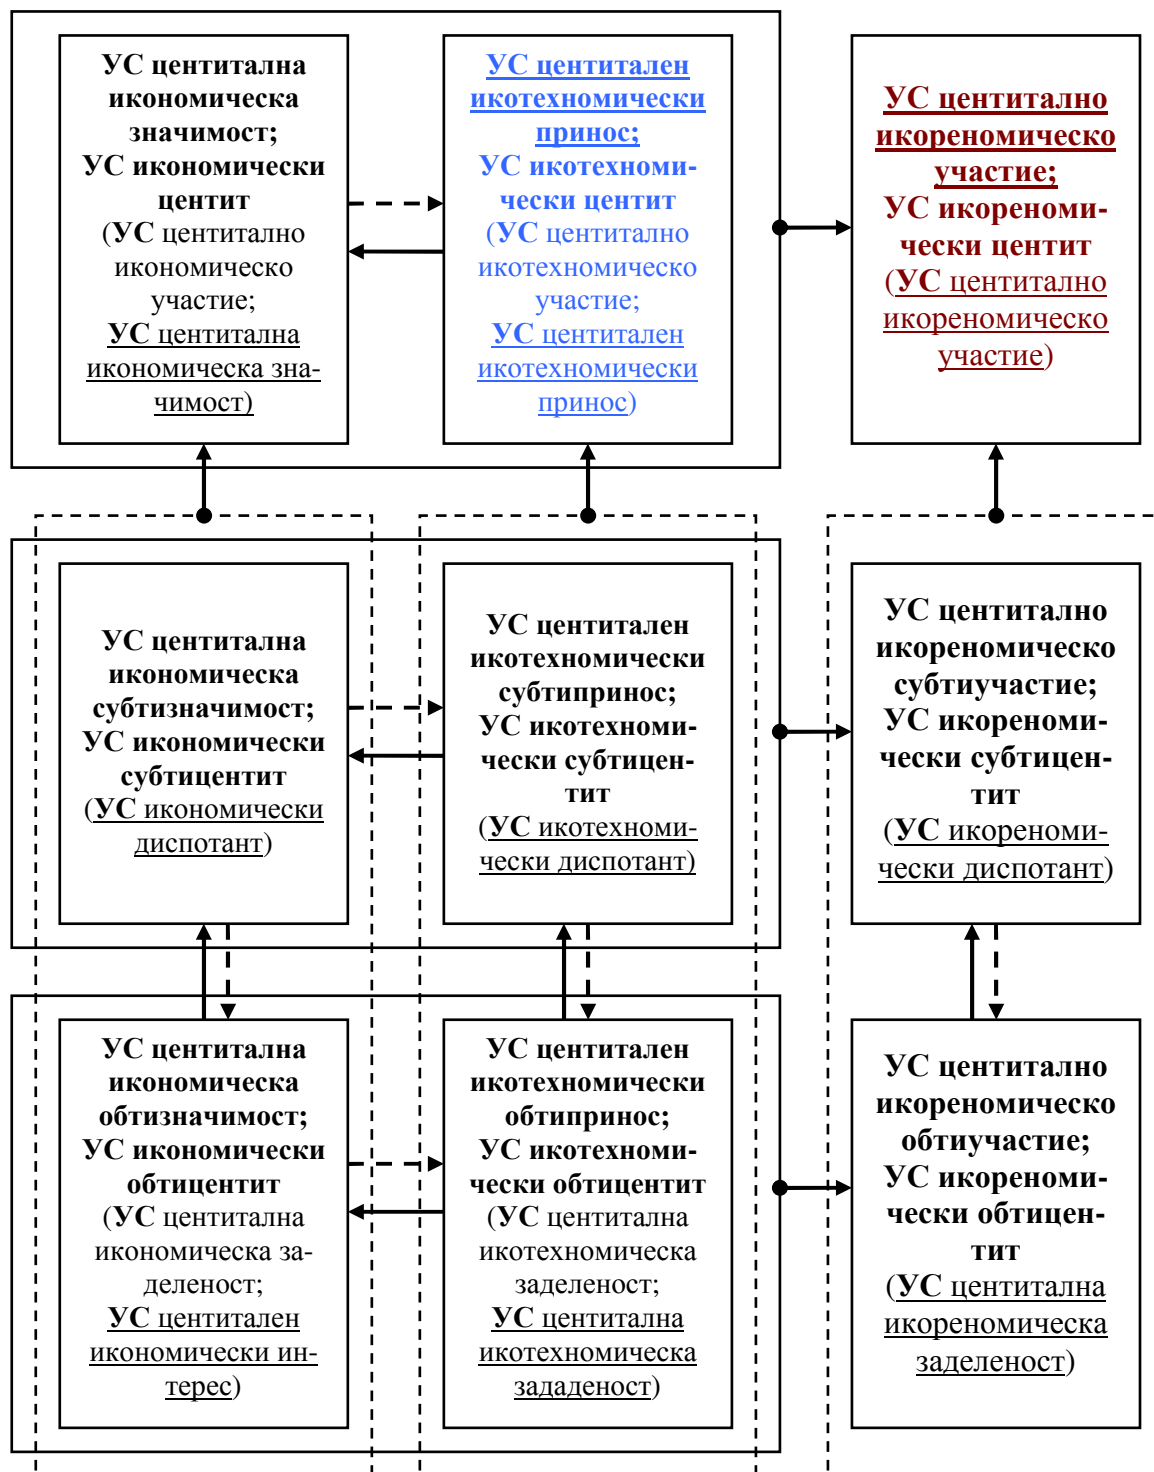 УС центитална
икономическа
значимост;
УС икономически
центит
(УС центитално
икономическо
участие;
УС центитална
икономическа зна-
чимост)
УС центитален
икотехномически
принос;
УС икотехноми-
чески центит
(УС центитално
икотехномическо
участие;
УС центитален
икотехномически
принос)
УС центитално
икореномическо
участие;
УС икореноми-
чески центит
(УС центитално
икореномическо
участие)
УС центитална
икономическа
субтизначимост;
УС икономически
субтицентит
(УС икономически
диспотант)
УС центитален
икотехномически
субтипринос;
УС икотехноми-
чески субтицен-
тит
(УС икотехноми-
чески диспотант)
УС центитално
икореномическо
субтиучастие;
УС икореноми-
чески субтицен-
тит
(УС икореноми-
чески диспотант)
УС центитална
икономическа
обтизначимост;
УС икономически
обтицентит
(УС центитална
икономическа за-
деленост;
УС центитален
икономически ин-
терес)
УС центитален
икотехномически
обтипринос;
УС икотехноми-
чески обтицентит
(УС центитална
икотехномическа
заделеност;
УС центитална
икотехномическа
зададеност)
УС центитално
икореномическо
обтиучастие;
УС икореноми-
чески обтицен-
тит
(УС центитална
икореномическа
заделеност)